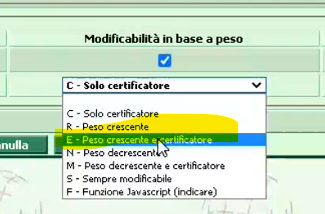 Modificabilità in base a peso
C - Solo certificatore
C - Solo certificatore
R - Peso crescente
E - Peso crescente e certificatore
nnulla
N - Peso decrescente
M - Peso decrescente e certificatore
S - Sempre modificabile
F - Funzione Javascript (indicare)